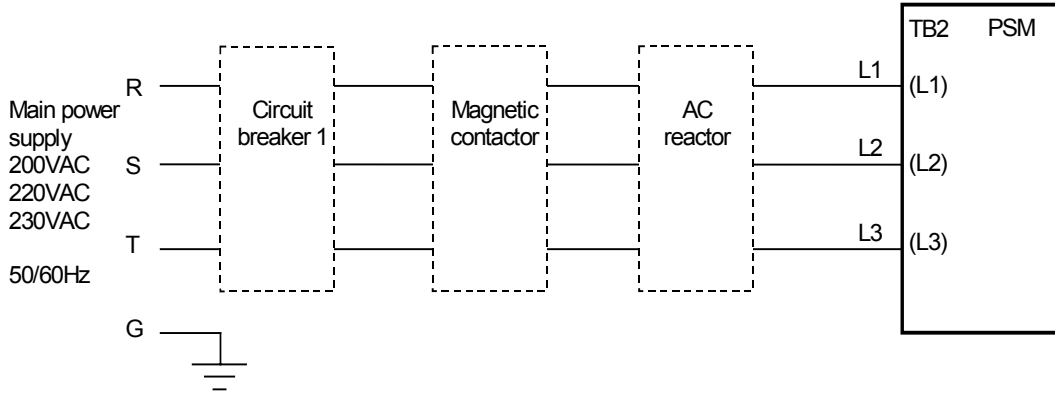 TB2 PSM
L1
R
(L1)
Main power
supply
200VAC
220VAC
230VAC
Circuit
breaker 1
Magnetic
contactor
AC
reactor
L2
S
(L2)
L3
T
(L3)
50/60Hz
G